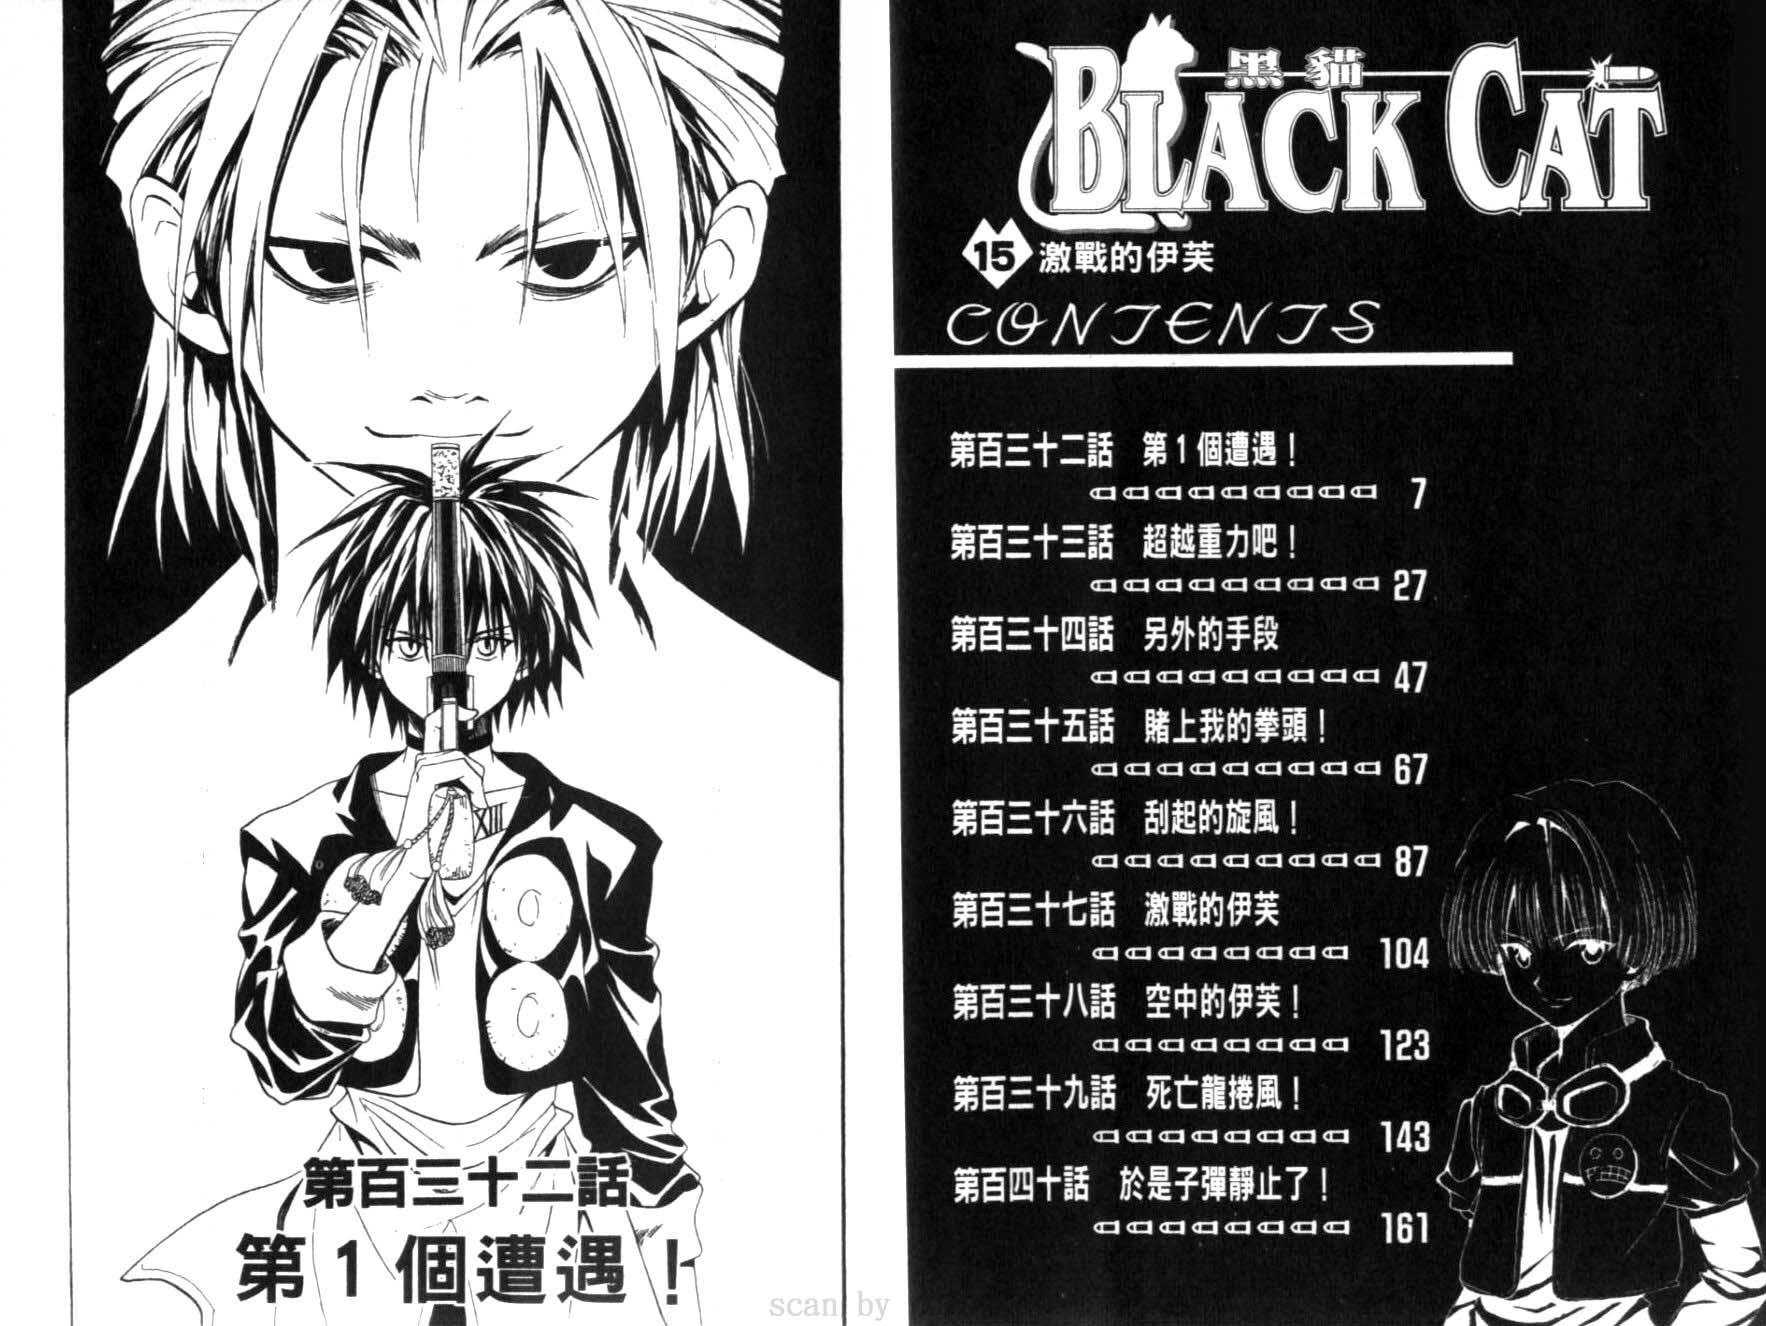 BLACK CAT
黑貓
15 激戰的伊芙
CONTENTS
第百三十二話 第1個遭遇！
7
第百三十三話 超越重力吧！
27
第百三十四話 另外的手段
47
第百三十五話 賭上我的拳頭！
67
第百三十六話 刮起的旋風！
87
第百三十七話 激戰的伊芙
104
第百三十八話 空中的伊芙！
123
第百三十九話 死亡龍捲風！
143
第百四十話 於是子彈靜止了！
161
XIII
第百三十二話
第1個遭遇！
scan by